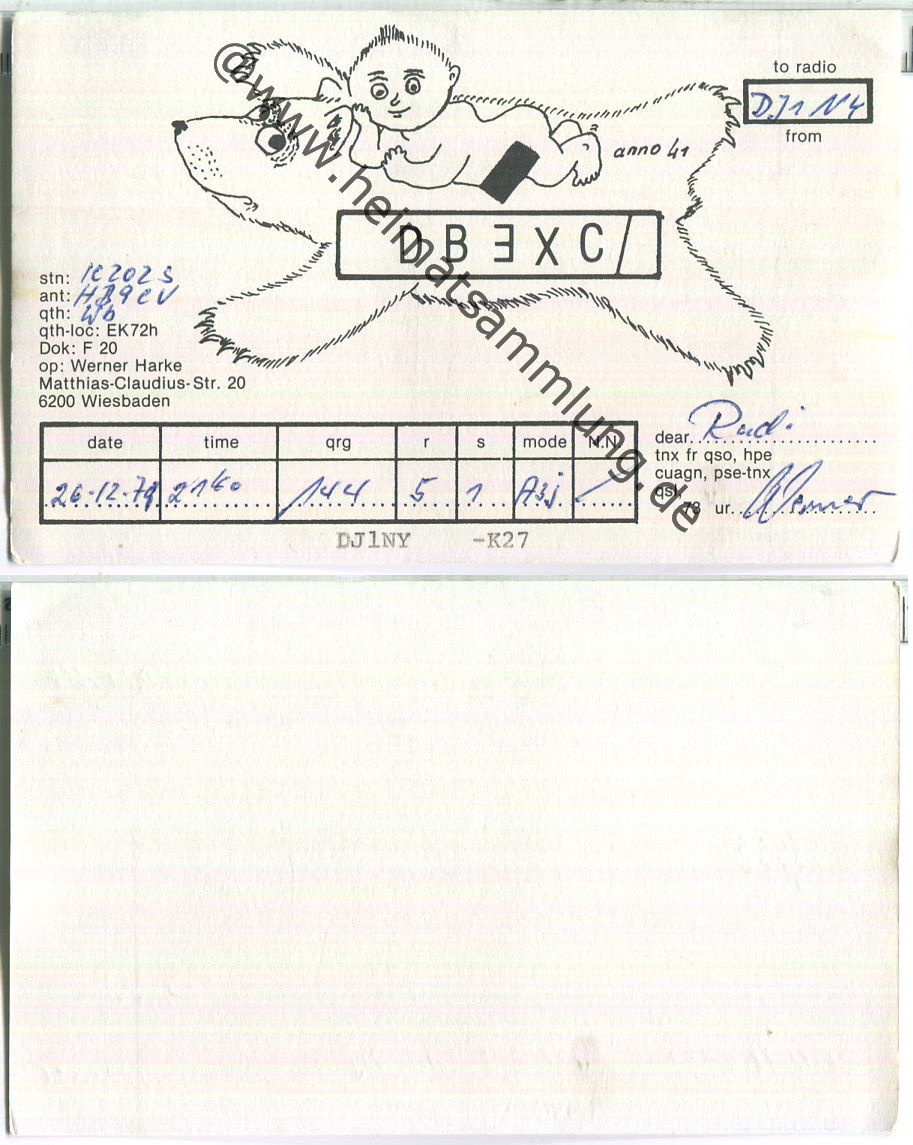 to radio
DJ1NY
from
anno 41
DB3XC/
stn: IC202S
ant: HB9CV
qth: Wb
qth-loc: EK72h
Dok: F 20
op: Werner Harke
Matthias-Claudius-Str. 20
6200 Wiesbaden
date time qrg r s mode N.N.
26.12.79 144 5 1 A3j
dear Rudi
tnx fr qso, hpe
cuagn, pse-tnx
qsl,
73 ur. Werner
DJ1NY -K27
©www.heimatsammlung.de